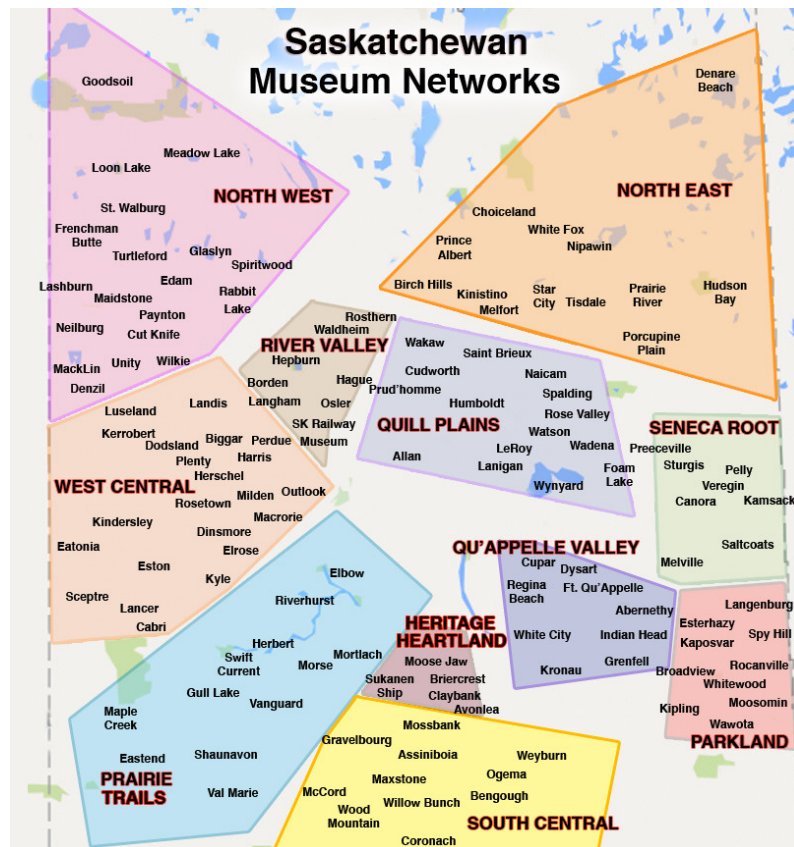 Saskatchewan
Museum Networks
Goodsoil
Meadow Lake
Loon Lake
NORTH WEST
St. Walburg
Frenchman
Butte
Turtleford
Glaslyn
Spiritwood
Lashburn
Edam
Maidstone
Rabbit
Lake
Paynton
Neilburg
Cut Knife
MackLin
Unity
Wilkie
Denzil
Denare
Beach
NORTH EAST
Choiceland
White Fox
Prince
Albert
Nipawin
Birch Hills
Kinistino
Star
City
Tisdale
Prairie
River
Hudson
Bay
Melfort
Porcupine
Plain
Rosthern
Waldheim
RIVER VALLEY
Hepburn
Borden
Hague
Langham
Osler
SK Railway
Museum
Wakaw
Saint Brieux
Cudworth
Naicam
Prud'homme
Humboldt
Spalding
Rose Valley
QUILL PLAINS
Watson
Allan
LeRoy
Wadena
Lanigan
Foam
Lake
Wynyard
SENECA ROOT
Preeceville
Sturgis
Pelly
Veregin
Canora
Kamsack
Saltcoats
Melville
Luseland
Landis
Kerrobert
Dodsland
Biggar
Perdue
Plenty
Harris
Herschel
WEST CENTRAL
Milden
Outlook
Rosetown
Macrorie
Kindersley
Dinsmore
Eatonia
Elrose
Eston
Kyle
Sceptre
Lancer
Cabri
QU'APPELLE VALLEY
Cupar
Dysart
Regina
Beach
Ft. Qu'Appelle
Abernethy
White City
Indian Head
Kronau
Grenfell
Elbow
Riverhurst
Herbert
Swift
Current
Morse
Mortlach
Gull Lake
Vanguard
Maple
Creek
Eastend
Shaunavon
PRAIRIE
TRAILS
Val Marie
HERITAGE
HEARTLAND
Moose Jaw
Sukanen
Ship
Briercrest
Claybank
Avonlea
Langenburg
Esterhazy
Kaposvar
Spy Hill
Broadview
Rocanville
Whitewood
Kipling
Moosomin
Wawota
PARKLAND
Mossbank
Gravelbourg
Assiniboia
Weyburn
Maxstone
Ogema
McCord
Willow Bunch
Bengough
Wood
Mountain
SOUTH CENTRAL
Coronach